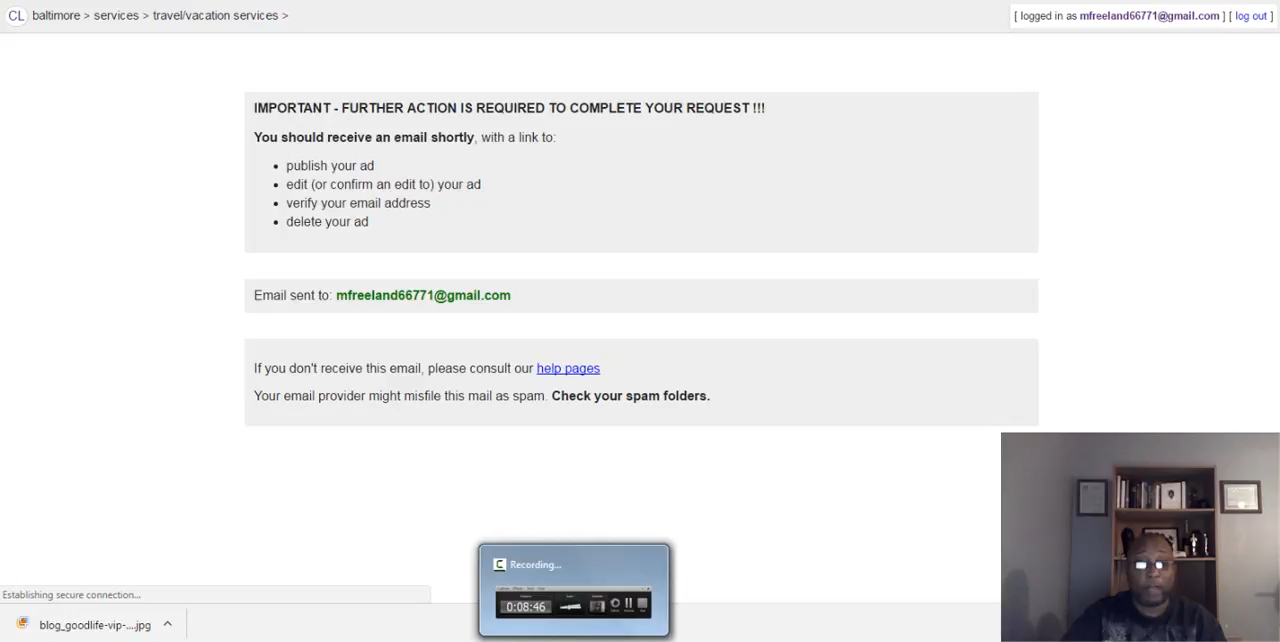 CL baltimore > services > travel/vacation services >
[ logged in as mfreeland66771@gmail.com ] [ log out ]
IMPORTANT - FURTHER ACTION IS REQUIRED TO COMPLETE YOUR REQUEST !!!
You should receive an email shortly, with a link to:
• publish your ad
• edit (or confirm an edit to) your ad
• verify your email address
• delete your ad
Email sent to: mfreeland66771@gmail.com
If you don't receive this email, please consult our help pages
Your email provider might misfile this mail as spam. Check your spam folders.
C Recording...
0:08:46
Establishing secure connection...
blog_goodlife-vip-....jpg